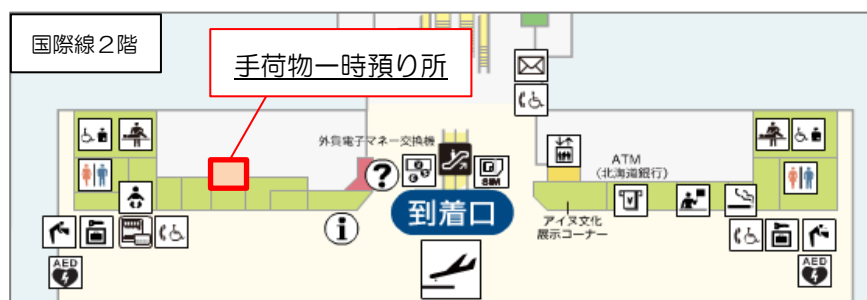 国際線2階
手荷物一時預り所
外貨電子マネー交換機
?
G
SIM
ATM
(北海道銀行)
到着口
i
アイヌ文化
展示コーナー
AED
AED